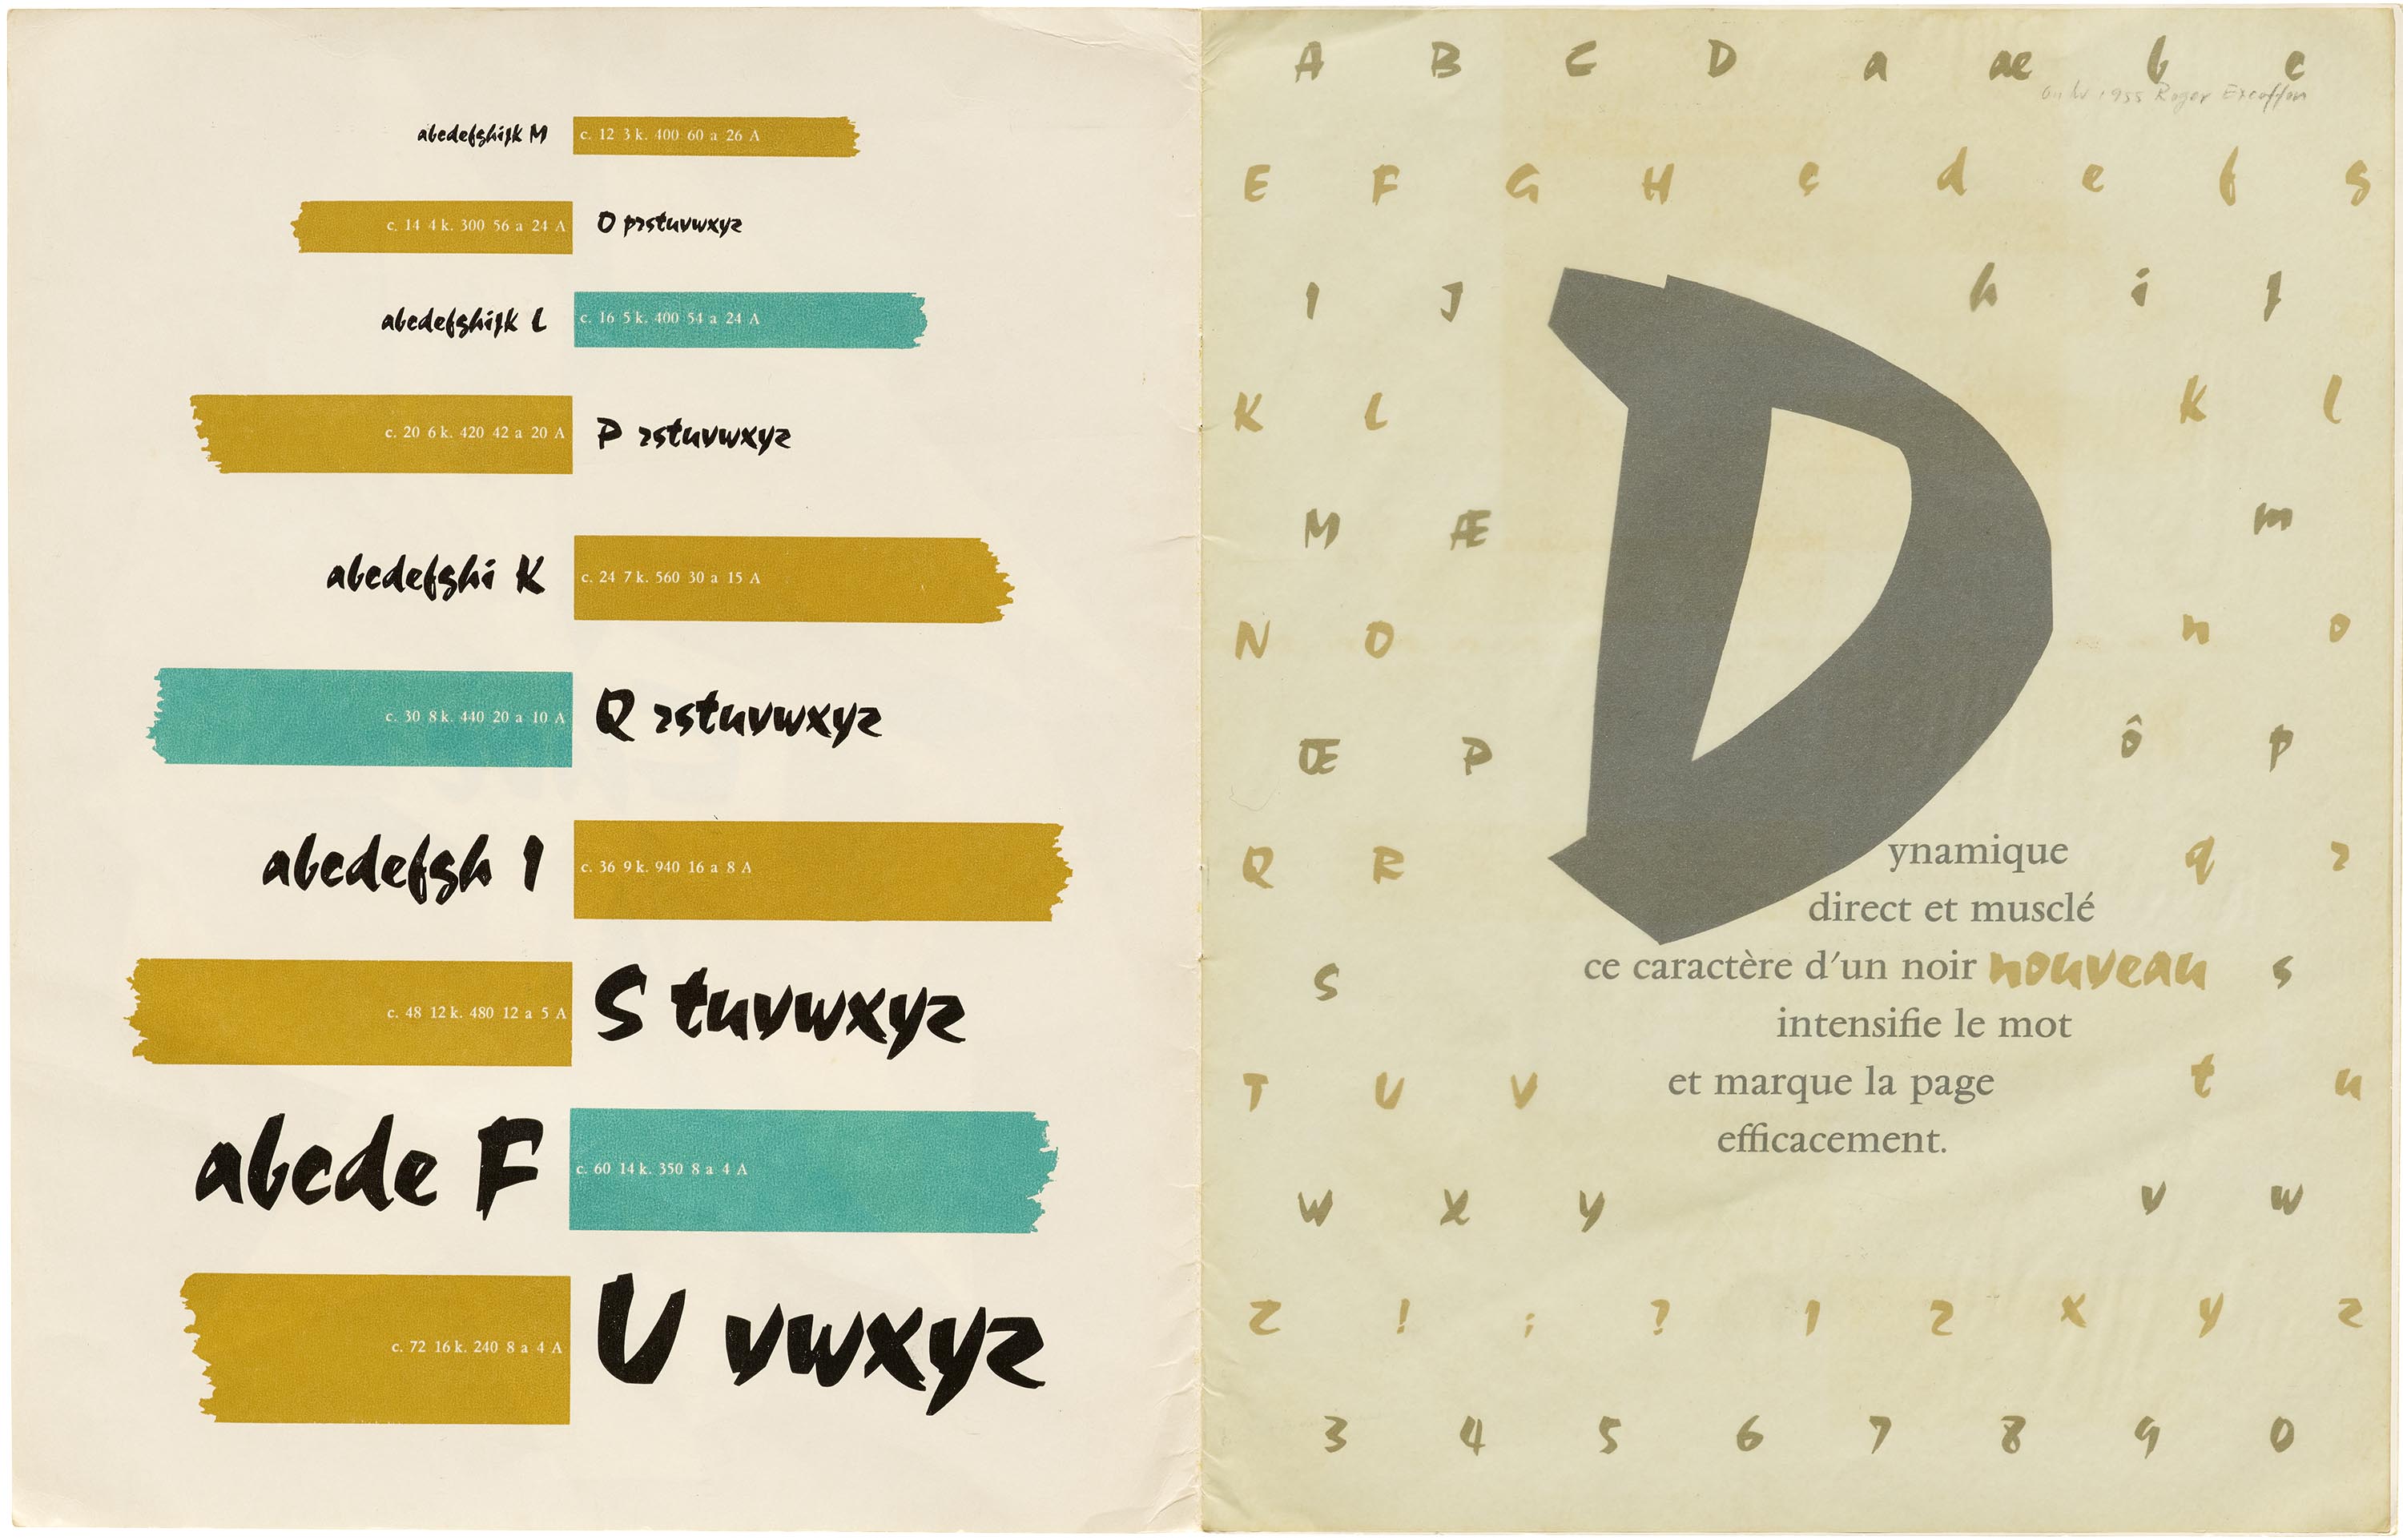 abcdefghijk M c. 12 3 k. 400 60 a 26 A
c. 14 4 k. 300 56 a 24 A O prstuvwxyz
abcdefghijk L c. 16 5 k. 400 54 a 24 A
c. 20 6 k. 420 42 a 20 A P rstuvwxyz
abcdefghi K c. 24 7 k. 560 30 a 15 A
c. 30 8 k. 440 20 a 10 A Q rstuvwxyz
abcdefgh I c. 36 9 k. 940 16 a 8 A
c. 48 12 k. 480 12 a 5 A S tuvwxyz
abcde F c. 60 14 k. 350 8 a 4 A
c. 72 16 k. 240 8 a 4 A U vwxyz
A B C D a ae b c
1955 Roger Excoffon
E F G H ç d e f g
I J h i j
K L k l
M Æ m
N O n o
Œ P ô p
Q R q r
Dynamique
direct et musclé
ce caractère d'un noir nouveau
S s
intensifie le mot
et marque la page
T U V t u
efficacement.
W X Y v w
Z ! ; ? 1 2 x y z
3 4 5 6 7 8 9 0